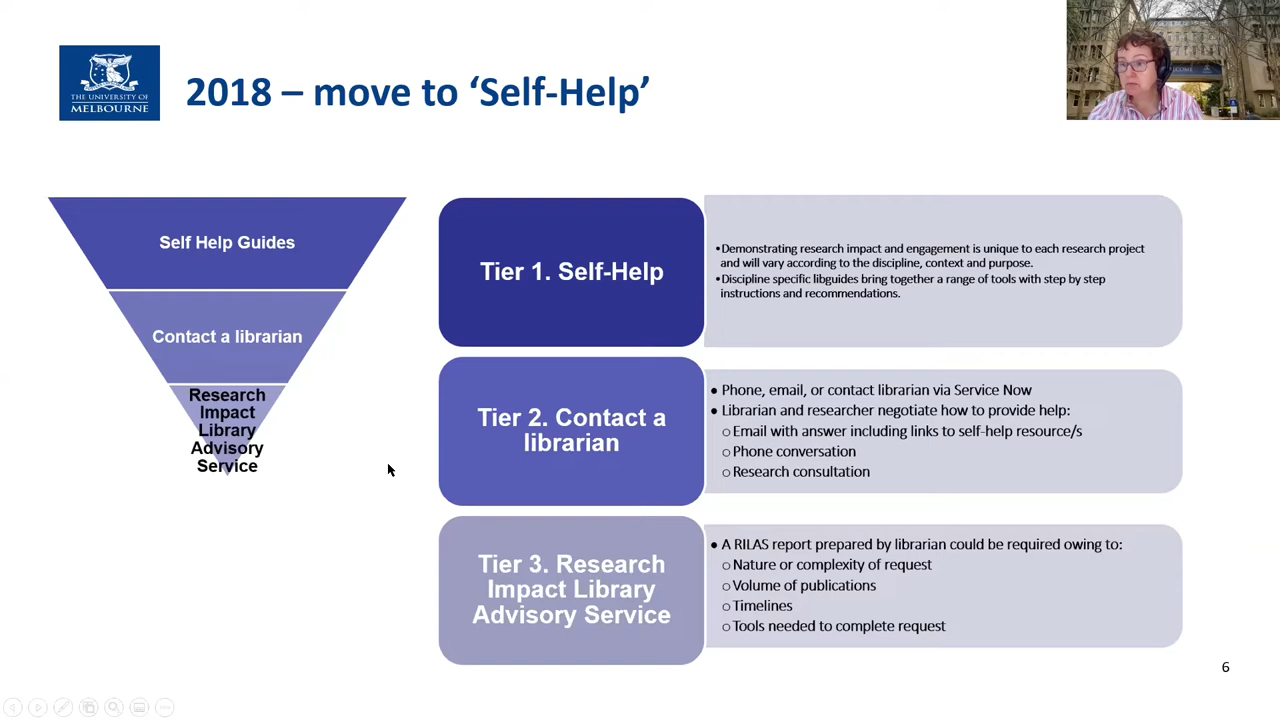 THE UNIVERSITY OF
MELBOURNE
2018 – move to ‘Self-Help’
WELCOME
Self Help Guides
Contact a librarian
Research
Impact
Library
Advisory
Service
Tier 1. Self-Help
•Demonstrating research impact and engagement is unique to each research project
and will vary according to the discipline, context and purpose.
•Discipline specific libguides bring together a range of tools with step by step
instructions and recommendations.
Tier 2. Contact a
librarian
• Phone, email, or contact librarian via Service Now
• Librarian and researcher negotiate how to provide help:
○Email with answer including links to self-help resource/s
○Phone conversation
○Research consultation
Tier 3. Research
Impact Library
Advisory Service
• A RILAS report prepared by librarian could be required owing to:
○Nature or complexity of request
○Volume of publications
○Timelines
○Tools needed to complete request
6